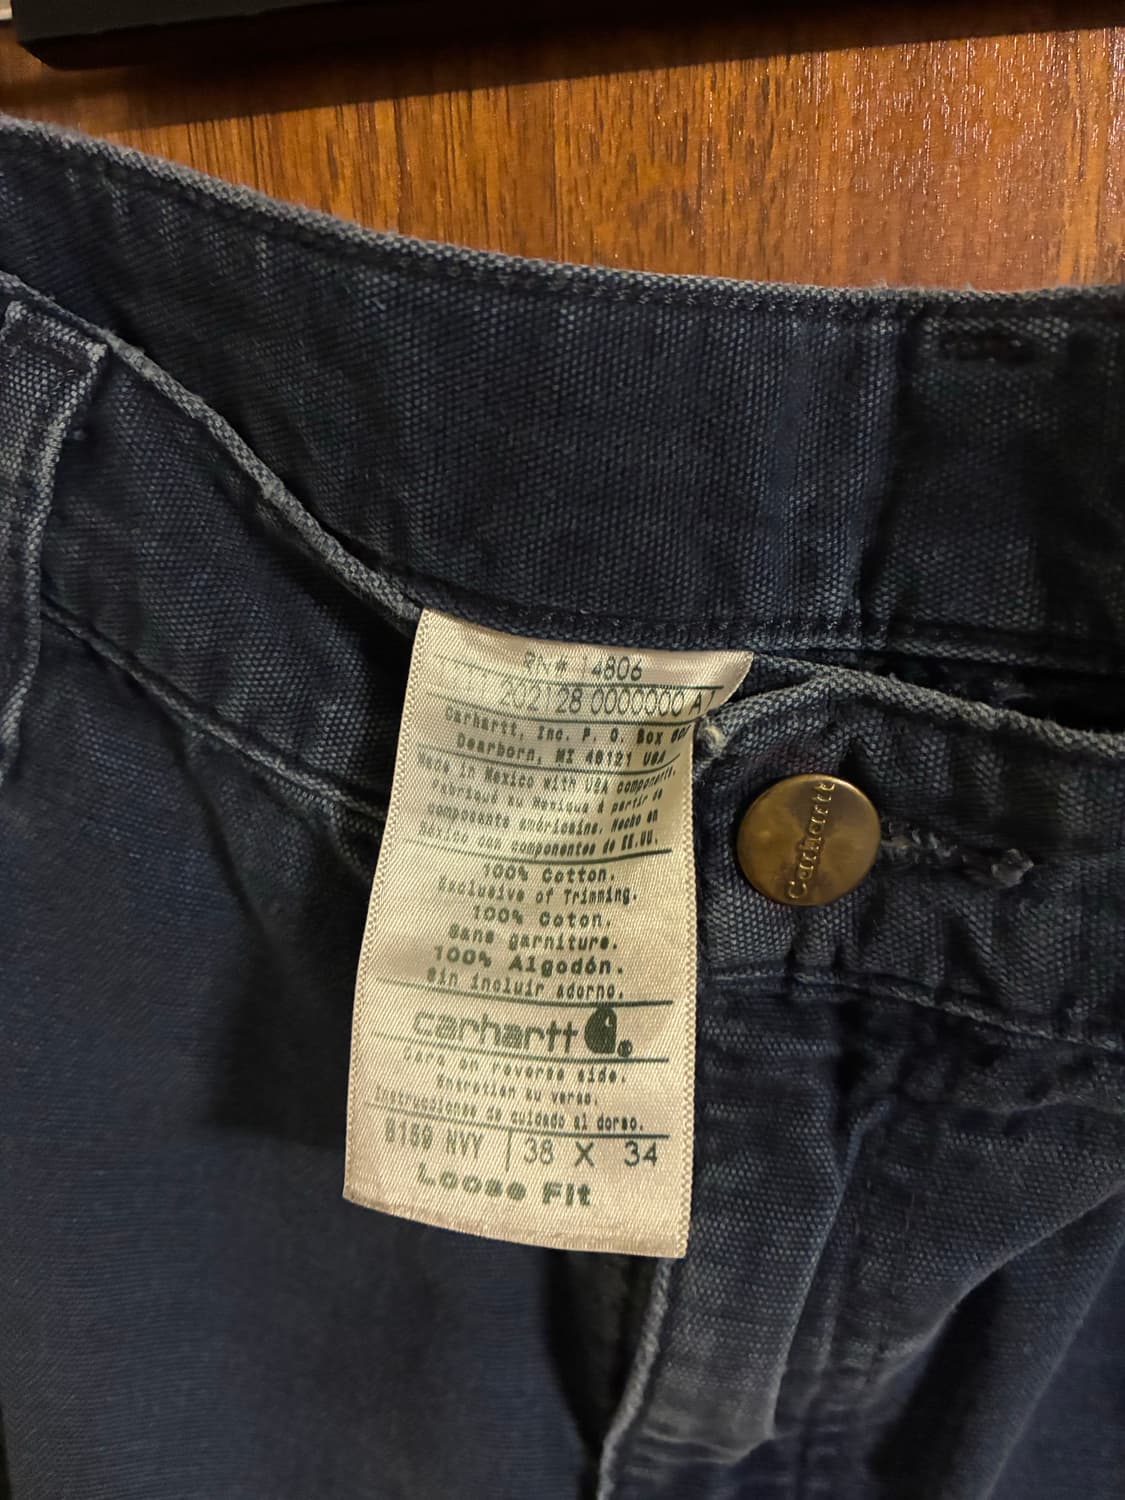 RN# 14806
202128 0000000 A
Carhartt, Inc. P. O. Box
Dearborn, MI 48121 USA
Made in Mexico with USA
Fabriqué au Mexique à partir de
composants américains. Hecho en
México con componentes de EE.UU.
100% Cotton.
Exclusive of Trimming.
100% Coton.
Sans garniture.
100% Algodón.
Sin incluir adorno.
carhartt
Care on reverse side.
Entretien au verso.
Instrucciones de cuidado al dorso.
NVY 38 X 34
Loose Fit
Carhartt